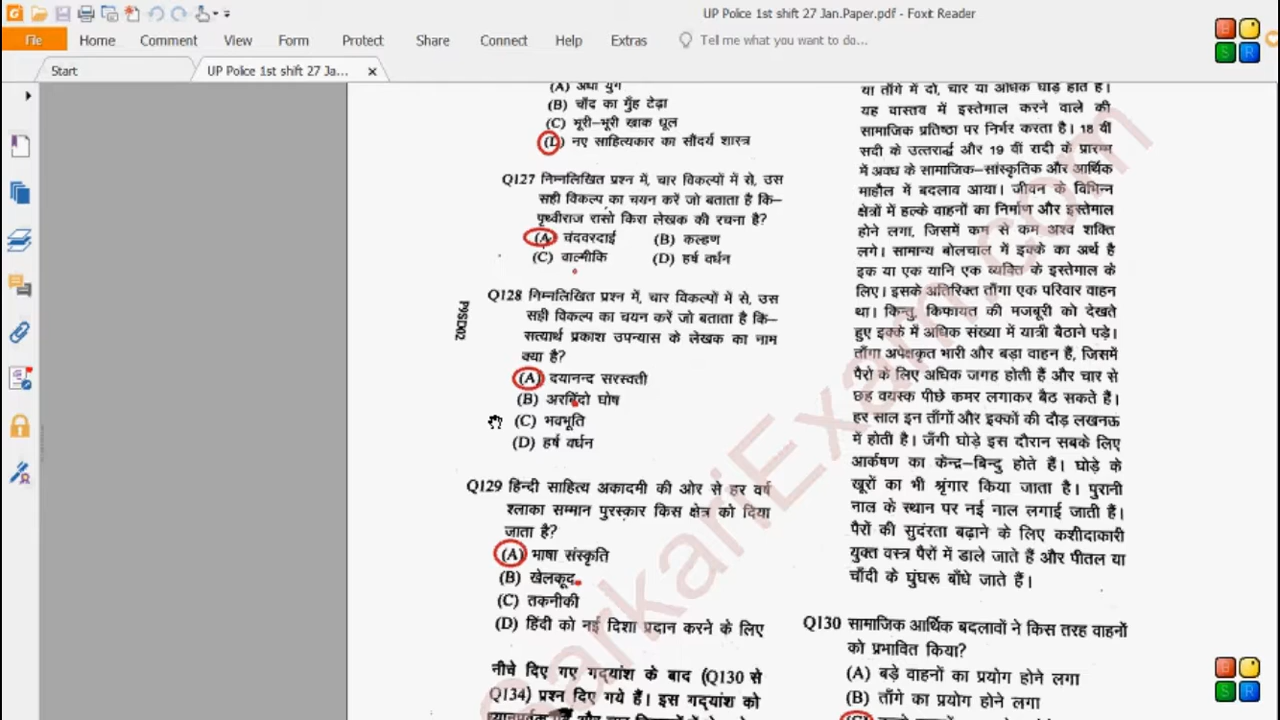 UP Police 1st shift 27 Jan.Paper.pdf - Foxit Reader
File
Home
Comment
View
Form
Protect
Share
Connect
Help
Extras
Tell me what you want to do...
B
S
R
Start
UP Police 1st shift 27 Ja...
(A) अंधा युग
(B) चाँद का मुँह टेढ़ा
(C) भूरी-भूरी खाक धूल
नए साहित्यकार का सौंदर्य शास्त्र
Q127 निम्नलिखित प्रश्न में, चार विकल्पों में से, उस
सही विकल्प का चयन करें जो बताता है कि-
पृथ्वीराज रासो किस लेखक की रचना है?
(A) चंदवरदाई (B) कल्हण
(C) वाल्मीकि (D) हर्ष वर्धन
P9SD02
Q128 निम्नलिखित प्रश्न में, चार विकल्पों में से, उस
सही विकल्प का चयन करें जो बताता है कि-
सत्यार्थ प्रकाश उपन्यास के लेखक का नाम
क्या है?
(A) दयानन्द सरस्वती
(B) अरबिंदो घोष
(C) भवभूति
(D) हर्ष वर्धन
Q129 हिन्दी साहित्य अकादमी की ओर से हर वर्ष
श्लाका सम्मान पुरस्कार किस क्षेत्र को दिया
जाता है?
(A) भाषा संस्कृति
(B) खेलकूद
(C) तकनीकी
(D) हिंदी को नई दिशा प्रदान करने के लिए
नीचे दिए गए गद्यांश के बाद (Q130 से
Q134) प्रश्न दिए गये हैं। इस गद्यांश को
या ताँगे में दो, चार या अधिक घोड़े होते हैं।
यह वास्तव में इस्तेमाल करने वाले की
सामाजिक प्रतिष्ठा पर निर्भर करता है। 18 वीं
सदी के उत्तरार्द्ध और 19 वीं सदी के प्रारम्भ
में अवध के सामाजिक-सांस्कृतिक और आर्थिक
माहौल में बदलाव आया। जीवन के विभिन्न
क्षेत्रों में हल्के वाहनों का निर्माण और इस्तेमाल
होने लगा, जिसमें कम से कम अश्व शक्ति
लगे। सामान्य बोलचाल में इक्के का अर्थ है
इक या एक यानि एक व्यक्ति के इस्तेमाल के
लिए। इसके अतिरिक्त ताँगा एक परिवार वाहन
था। किन्तु, किफायत की मजबूरी को देखते
हुए इक्के में अधिक संख्या में यात्री बैठाने पड़े।
ताँगा अपेक्षकृत भारी और बड़ा वाहन हैं, जिसमें
पैरों के लिए अधिक जगह होती हैं और चार से
छह वयस्क पीछे कमर लगाकर बैठ सकते हैं।
हर साल इन ताँगों और इक्कों की दौड़ लखनऊ
में होती है। जँगी घोड़े इस दौरान सबके लिए
आर्कषण का केन्द्र-बिन्दु होते हैं। घोड़े के
खूरों का भी श्रृंगार किया जाता है। पुरानी
नाल के स्थान पर नई नाल लगाई जाती हैं।
पैरों की सुदंरता बढ़ाने के लिए कशीदाकारी
युक्त वस्त्र पैरों में डाले जाते हैं और पीतल या
चाँदी के घुंघरू बाँधे जाते हैं।
Q130 सामाजिक आर्थिक बदलावों ने किस तरह वाहनों
को प्रभावित किया?
(A) बड़े वाहनों का प्रयोग होने लगा
(B) ताँगे का प्रयोग होने लगा
SarkariExam.com
B
S
R